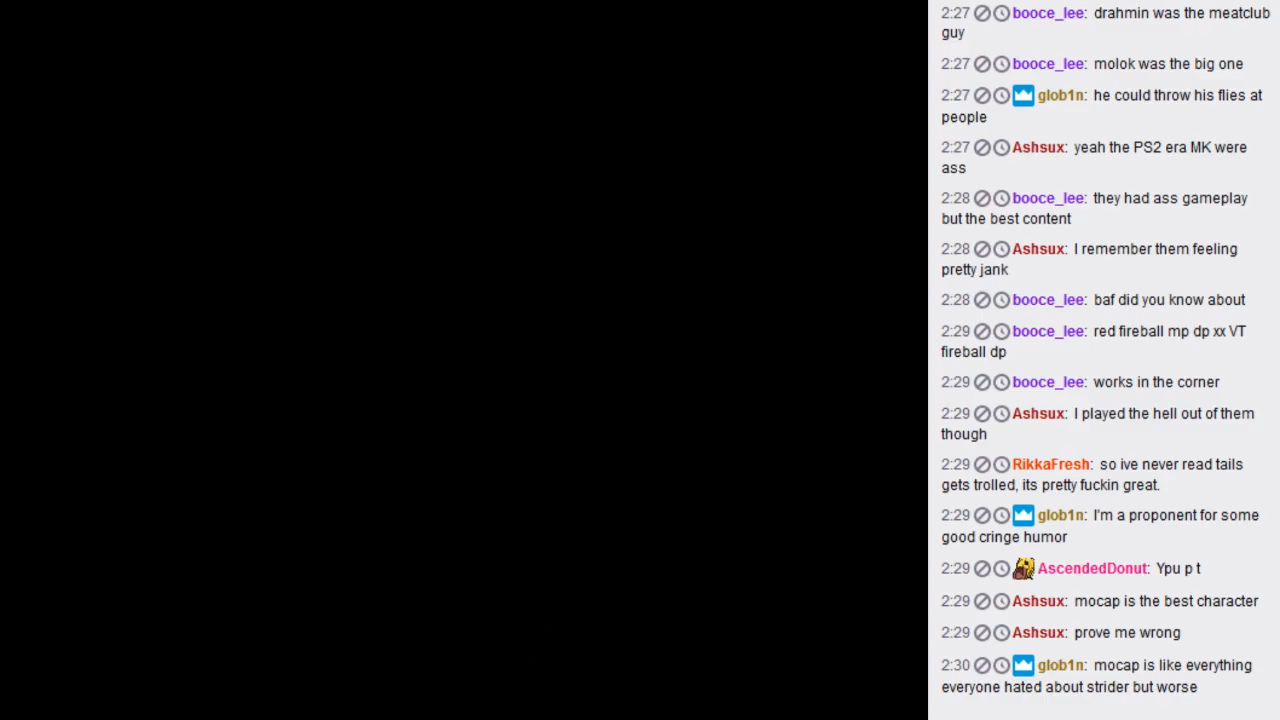 2:27 booce_lee: drahmin was the meatclub
guy
2:27 booce_lee: molok was the big one
2:27 glob1n: he could throw his flies at
people
2:27 Ashsux: yeah the PS2 era MK were
ass
2:28 booce_lee: they had ass gameplay
but the best content
2:28 Ashsux: I remember them feeling
pretty jank
2:28 booce_lee: baf did you know about
2:29 booce_lee: red fireball mp dp xx VT
fireball dp
2:29 booce_lee: works in the corner
2:29 Ashsux: I played the hell out of them
though
2:29 RikkaFresh: so ive never read tails
gets trolled, its pretty fuckin great.
2:29 glob1n: I'm a proponent for some
good cringe humor
2:29 AscendedDonut: Ypu p t
2:29 Ashsux: mocap is the best character
2:29 Ashsux: prove me wrong
2:30 glob1n: mocap is like everything
everyone hated about strider but worse